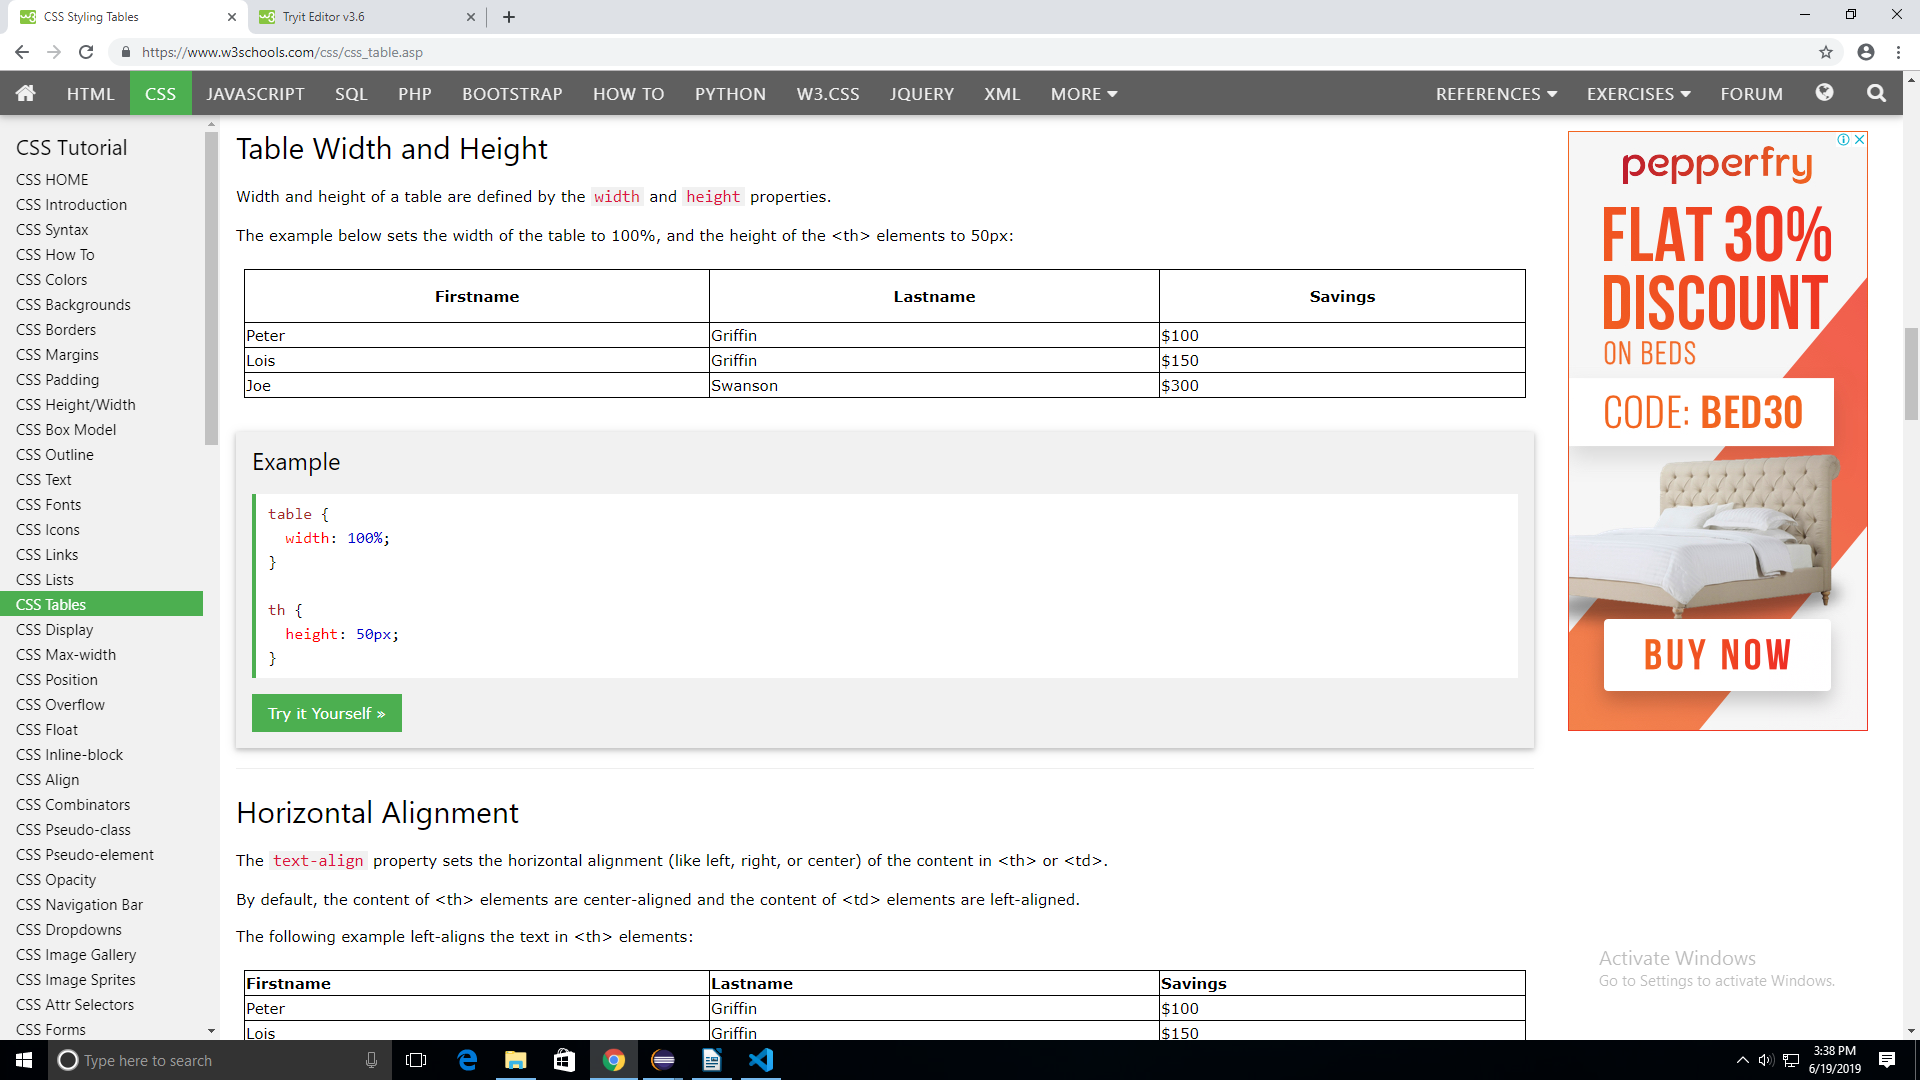 CSS Styling Tables
Tryit Editor v3.6
https://www.w3schools.com/css/css_table.asp
HTML CSS JAVASCRIPT SQL PHP BOOTSTRAP HOW TO PYTHON W3.CSS JQUERY XML MORE REFERENCES EXERCISES FORUM
CSS Tutorial
CSS HOME
CSS Introduction
CSS Syntax
CSS How To
CSS Colors
CSS Backgrounds
CSS Borders
CSS Margins
CSS Padding
CSS Height/Width
CSS Box Model
CSS Outline
CSS Text
CSS Fonts
CSS Icons
CSS Links
CSS Lists
CSS Tables
CSS Display
CSS Max-width
CSS Position
CSS Overflow
CSS Float
CSS Inline-block
CSS Align
CSS Combinators
CSS Pseudo-class
CSS Pseudo-element
CSS Opacity
CSS Navigation Bar
CSS Dropdowns
CSS Image Gallery
CSS Image Sprites
CSS Attr Selectors
CSS Forms
Table Width and Height
Width and height of a table are defined by the width and height properties.
The example below sets the width of the table to 100%, and the height of the <th> elements to 50px:
Firstname Lastname Savings
Peter Griffin $100
Lois Griffin $150
Joe Swanson $300
Example
table {
width: 100%;
}
th {
height: 50px;
}
Try it Yourself »
Horizontal Alignment
The text-align property sets the horizontal alignment (like left, right, or center) of the content in <th> or <td>.
By default, the content of <th> elements are center-aligned and the content of <td> elements are left-aligned.
The following example left-aligns the text in <th> elements:
Firstname Lastname Savings
Peter Griffin $100
Lois Griffin $150
pepperfry
FLAT 30%
DISCOUNT
ON BEDS
CODE: BED30
BUY NOW
Activate Windows
Go to Settings to activate Windows.
Type here to search
3:38 PM
6/19/2019